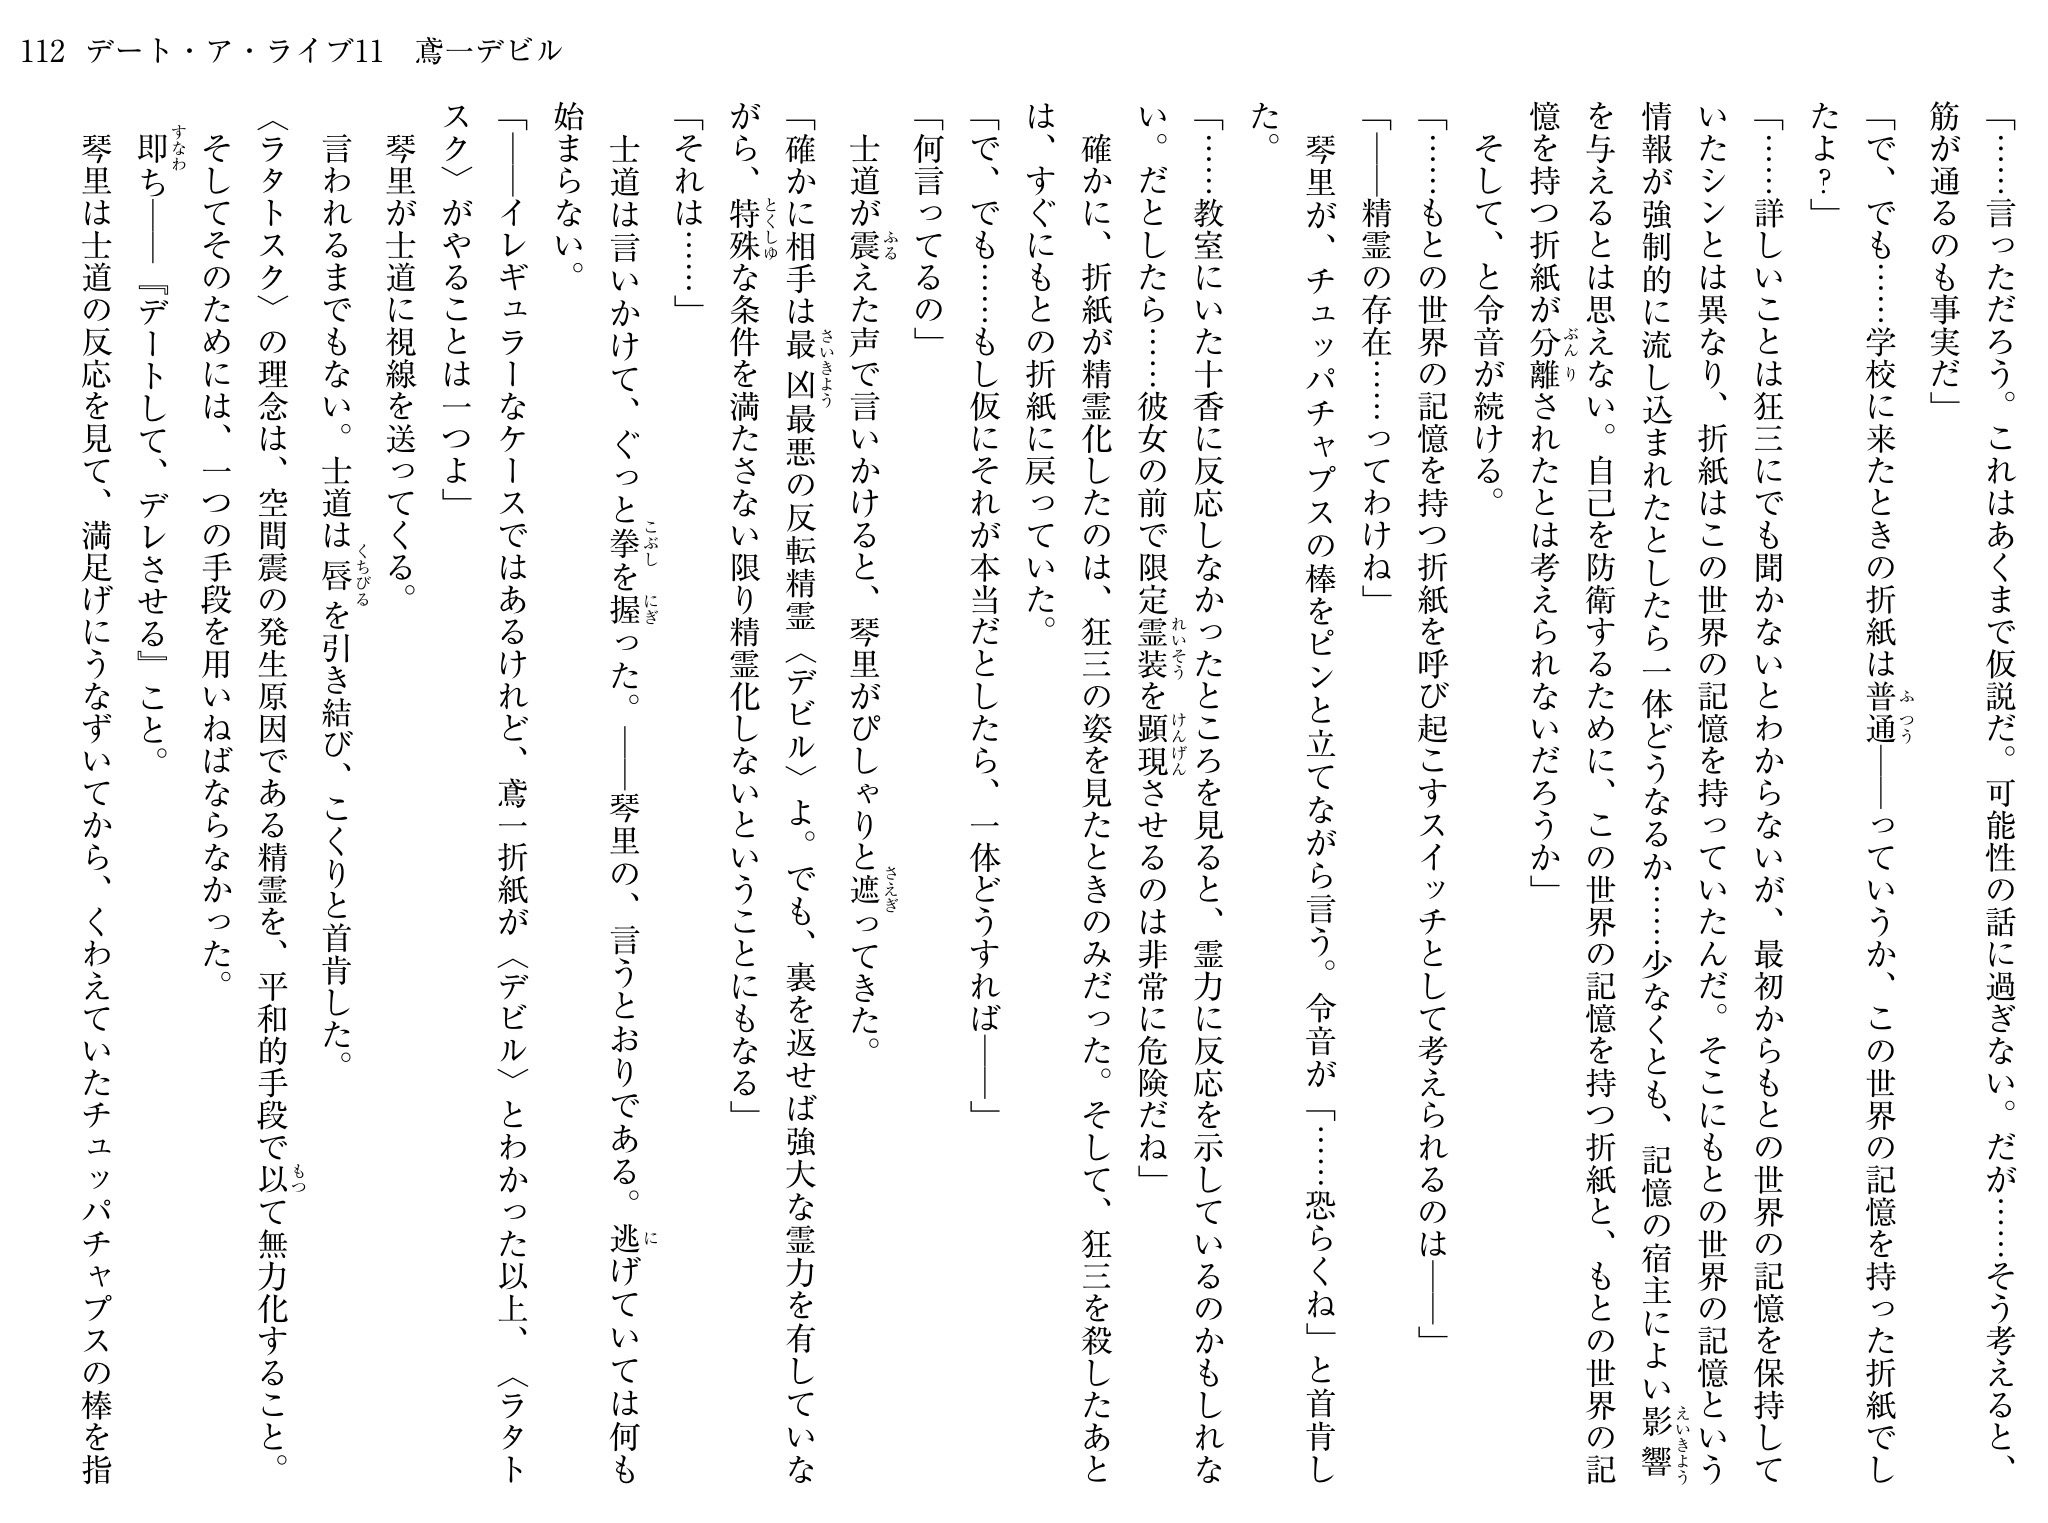 112 デート・ア・ライブ11 鳶一デビル
「……言っただろう。これはあくまで仮説だ。可能性の話に過ぎない。だが……そう考えると、
筋が通るのも事実だ」
「で、でも……学校に来たときの折紙は普通――っていうか、この世界の記憶を持った折紙でし
たよ?」
「……詳しいことは狂三にでも聞かないとわからないが、最初からもとの世界の記憶を保持して
いたシンとは異なり、折紙はこの世界の記憶を持っていたんだ。そこにもとの世界の記憶という
情報が強制的に流し込まれたとしたら一体どうなるか……少なくとも、記憶の宿主によい影響
を与えるとは思えない。自己を防衛するために、この世界の記憶を持つ折紙と、もとの世界の記
憶を持つ折紙が分離されたとは考えられないだろうか」
そして、と令音が続ける。
「……もとの世界の記憶を持つ折紙を呼び起こすスイッチとして考えられるのは――」
「――精霊の存在……ってわけね」
琴里が、チュッパチャプスの棒をピンと立てながら言う。令音が「……恐らくね」と首肯し
た。
「……教室にいた十香に反応しなかったところを見ると、霊力に反応を示しているのかもしれな
い。だとしたら……彼女の前で限定霊装を顕現させるのは非常に危険だね」
確かに、折紙が精霊化したのは、狂三の姿を見たときのみだった。そして、狂三を殺したあと
は、すぐにもとの折紙に戻っていた。
「で、でも……もし仮にそれが本当だとしたら、一体どうすれば――」
「何言ってるの」
士道が震えた声で言いかけると、琴里がぴしゃりと遮ってきた。
「確かに相手は最凶最悪の反転精霊〈デビル〉よ。でも、裏を返せば強大な霊力を有していな
がら、特殊な条件を満たさない限り精霊化しないということにもなる」
「それは……」
士道は言いかけて、ぐっと拳を握った。――琴里の、言うとおりである。逃げていては何も
始まらない。
「――イレギュラーなケースではあるけれど、鳶一折紙が〈デビル〉とわかった以上、〈ラタト
スク〉がやることは一つよ」
琴里が士道に視線を送ってくる。
言われるまでもない。士道は唇を引き結び、こくりと首肯した。
〈ラタトスク〉の理念は、空間震の発生原因である精霊を、平和的手段で以て無力化すること。
そしてそのためには、一つの手段を用いねばならなかった。
即ち――『デートして、デレさせる』こと。
琴里は士道の反応を見て、満足げにうなずいてから、くわえていたチュッパチャプスの棒を指